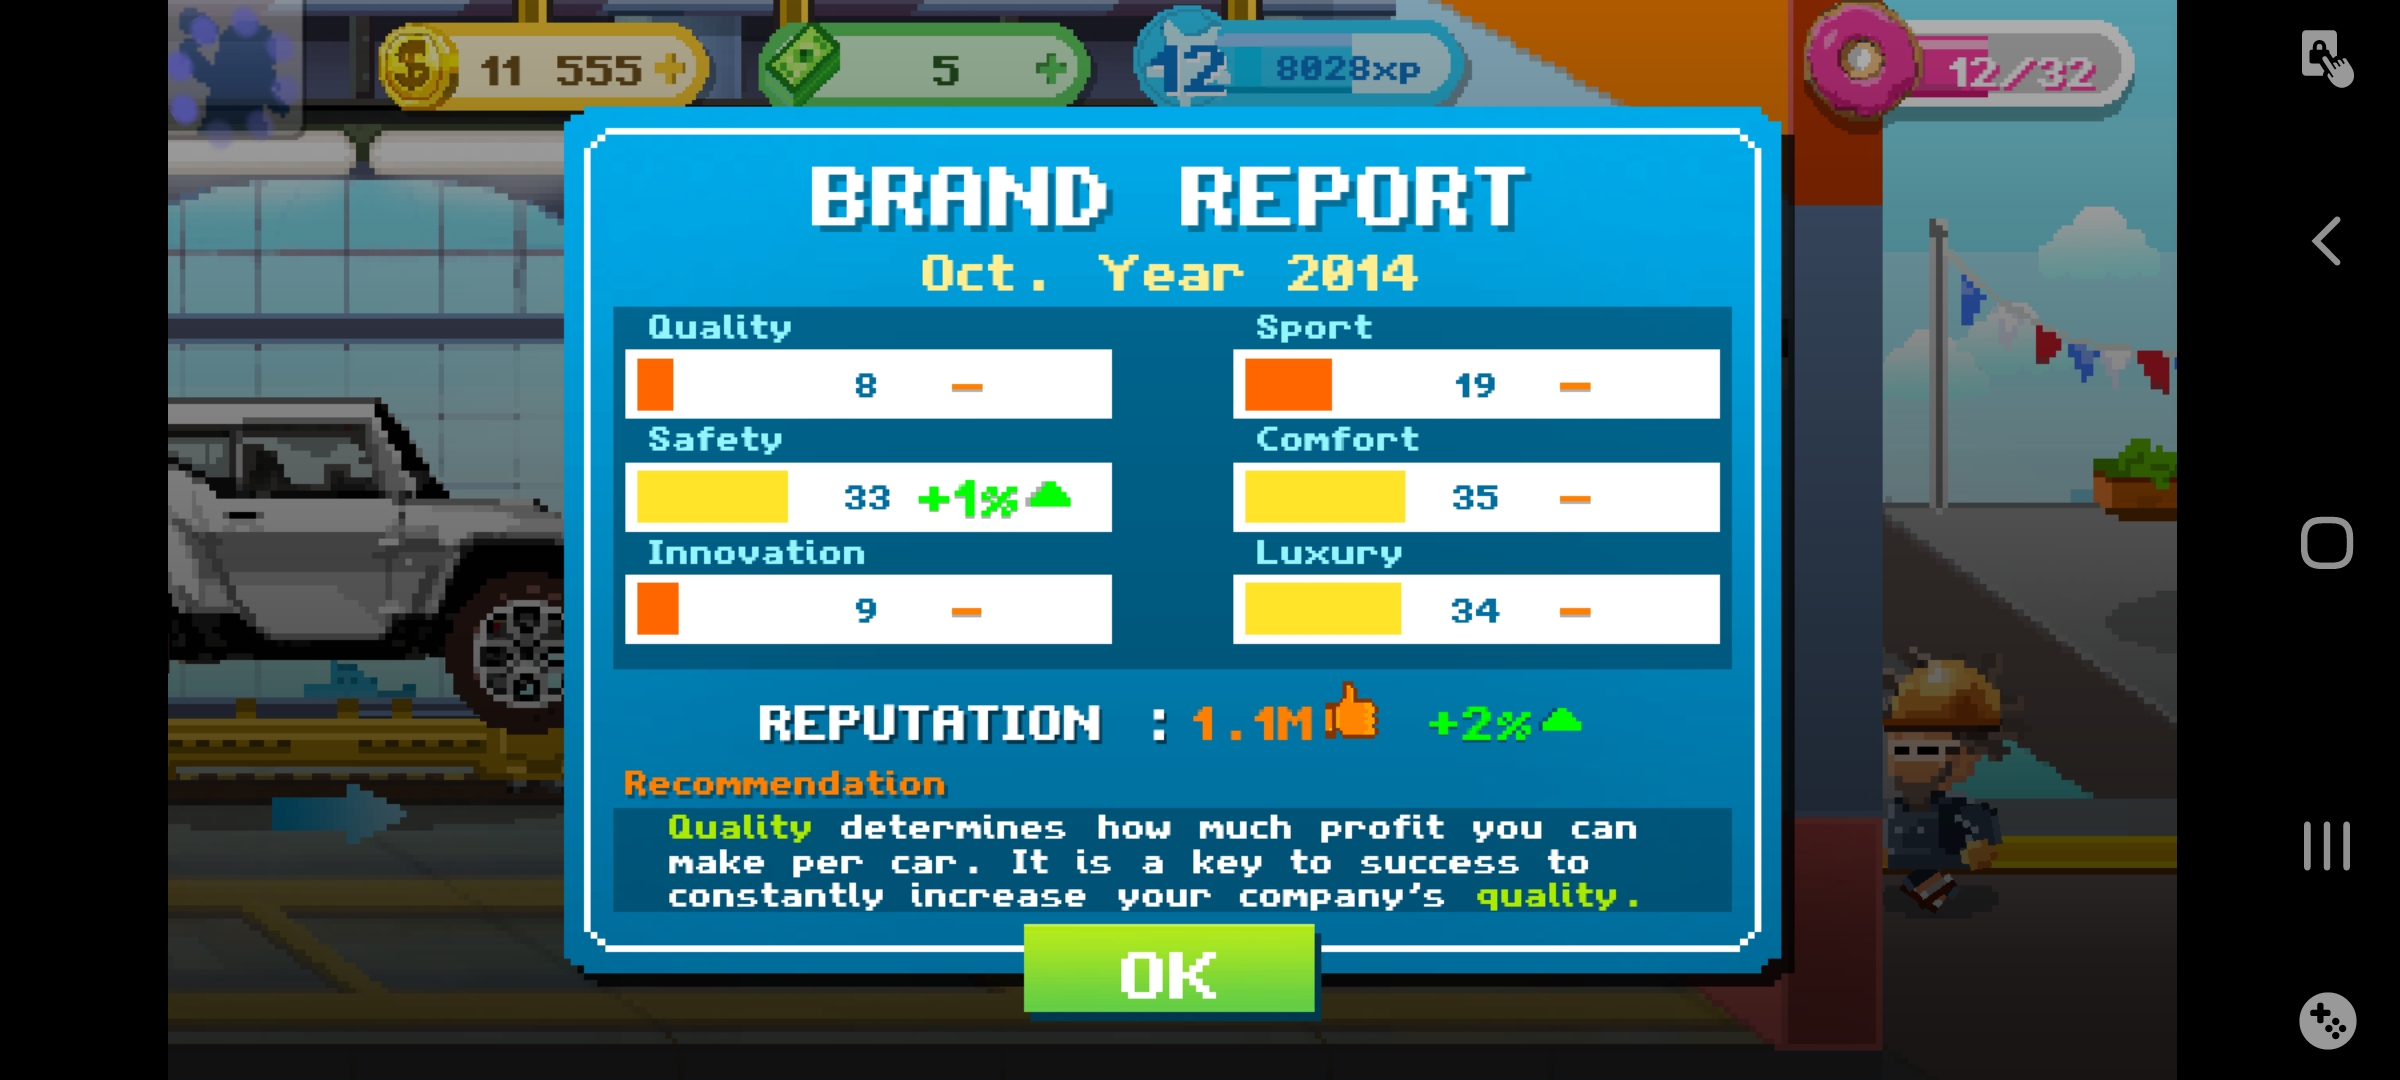 11 555 +
5 +
12 8028xp
12/32
BRAND REPORT
Oct. Year 2014
Quality Sport
8 – 19 –
Safety Comfort
33 +1% 35 –
Innovation Luxury
9 – 34 –
REPUTATION : 1.1M +2%
Recommendation
Quality determines how much profit you can
make per car. It is a key to success to
constantly increase your company's quality.
OK